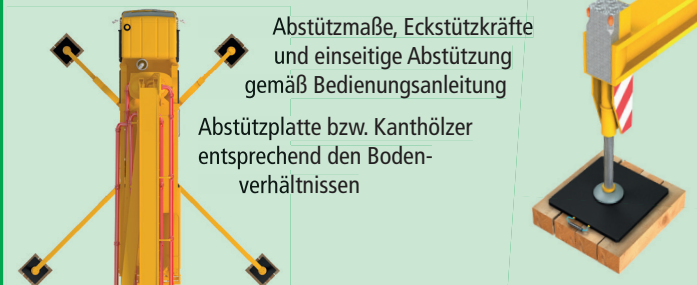 Abstützmaße, Eckstützkräfte
und einseitige Abstützung
gemäß Bedienungsanleitung
Abstützplatte bzw. Kanthölzer
entsprechend den Boden-
verhältnissen